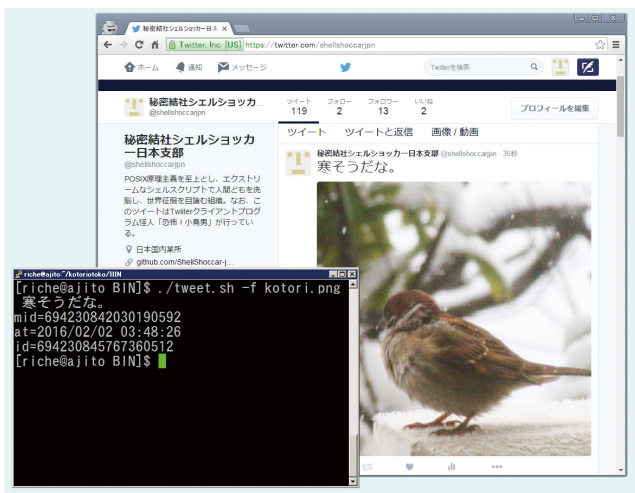 秘密結社シェルショッカー日本 ×
Twitter, Inc. [US] https://twitter.com/shellshoccarjpn
ホーム 通知 メッセージ Twitterを検索
秘密結社シェルショッカ...
@shellshoccarjpn
ツイート フォロー フォロワー いいね
119 2 13 2
プロフィールを編集
ツイート ツイートと返信 画像 / 動画
秘密結社シェルショッカ
ー日本支部
@shellshoccarjpn
POSIX原理主義を至上とし、エクストリ
ームなシェルスクリプトで人間どもを洗
脳し、世界征服を目論む組織。なお、こ
のツイートはTwitterクライアントプログ
ラム怪人「恐怖！小鳥男」が行ってい
る。
日本国内某所
github.com/ShellShoccar-j...
秘密結社シェルショッカー日本支部 @shellshoccarjpn · 35秒
寒そうだな。
riche@ajito:~/kotoriotoko/BIN
[riche@ajito BIN]$ ./tweet.sh -f kotori.png
寒そうだな。
mid=694230842030190592
at=2016/02/02 03:48:26
id=694230845767360512
[riche@ajito BIN]$